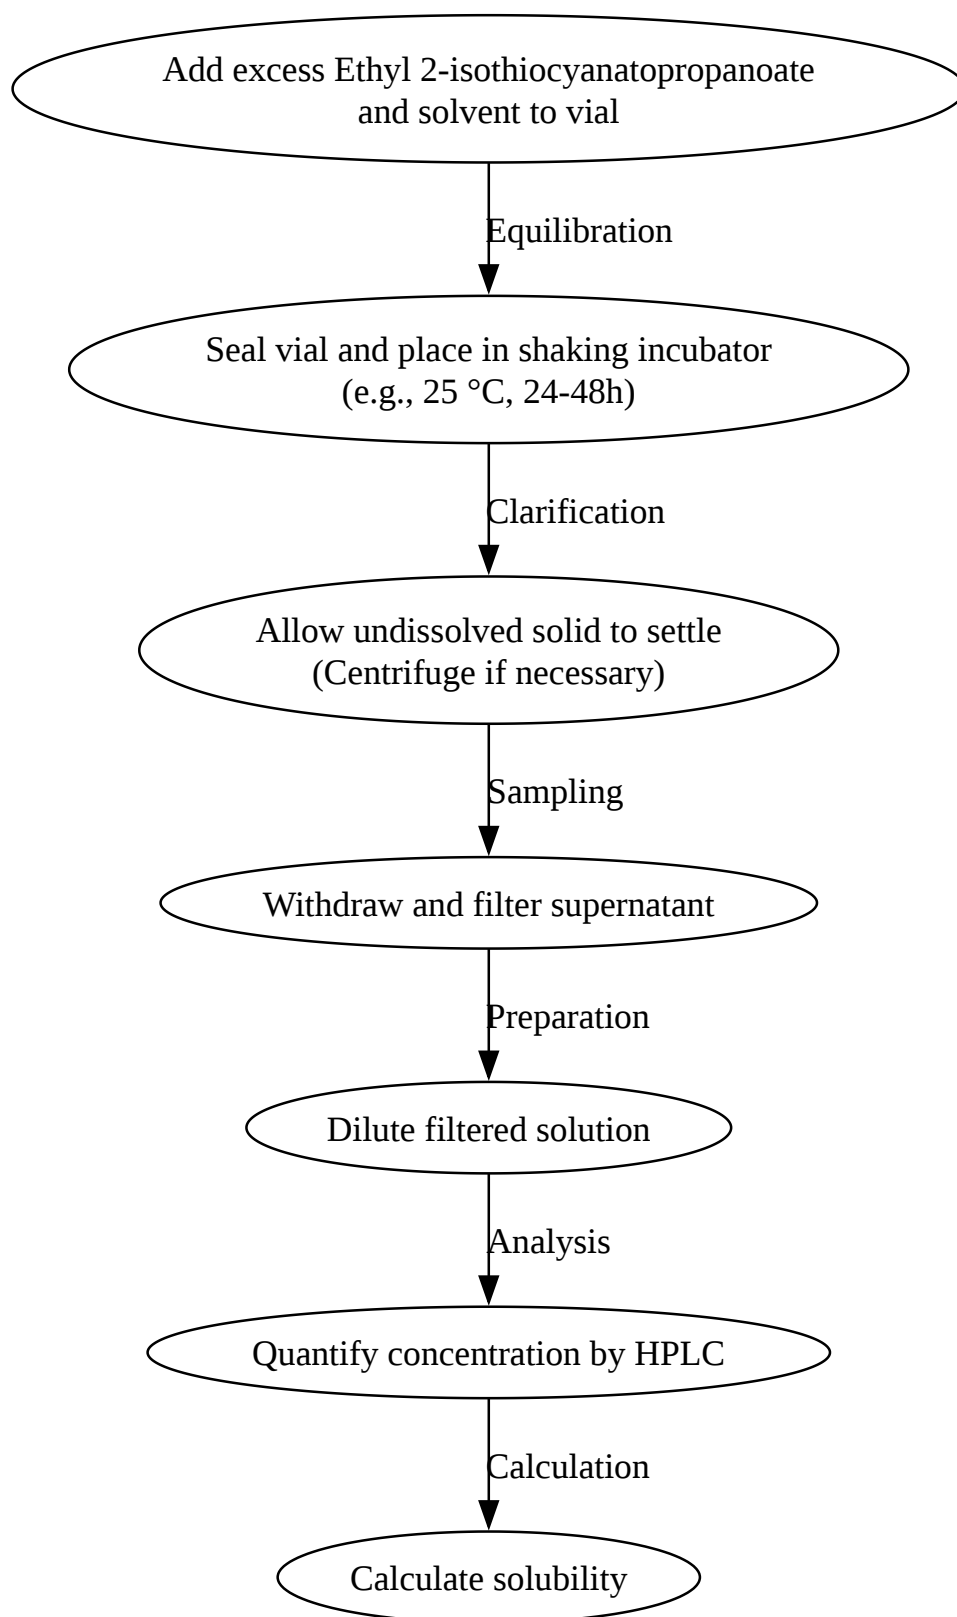 Add excess Ethyl 2-isothiocyanatopropanoate
and solvent to vial
Equilibration
Seal vial and place in shaking incubator
(e.g., 25 °C, 24-48h)
Clarification
Allow undissolved solid to settle
(Centrifuge if necessary)
Sampling
Withdraw and filter supernatant
Preparation
Dilute filtered solution
Analysis
Quantify concentration by HPLC
Calculation
Calculate solubility